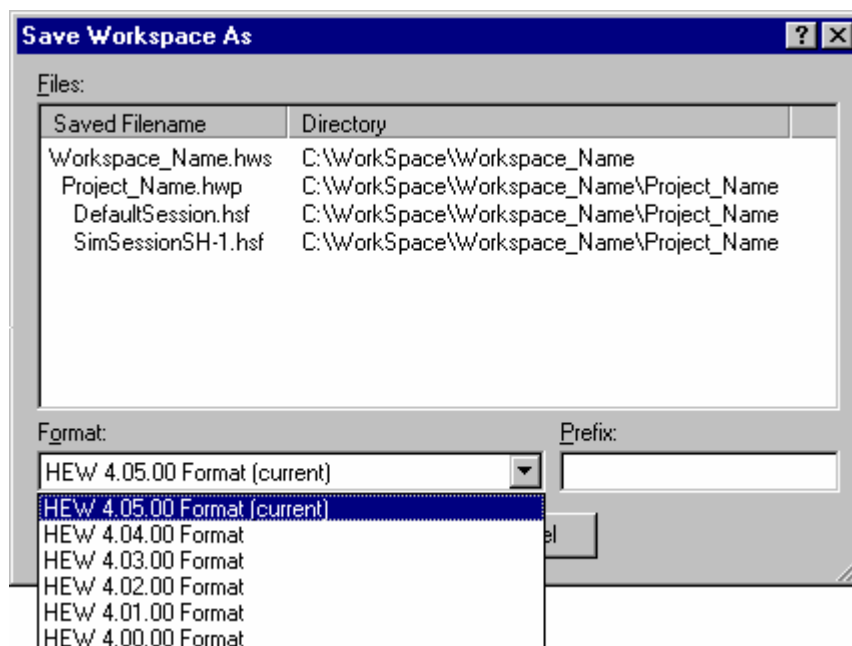 Save Workspace As
Files:
Saved Filename Directory
Workspace_Name.hws C:\WorkSpace\Workspace_Name
Project_Name.hwp C:\WorkSpace\Workspace_Name\Project_Name
DefaultSession.hsf C:\WorkSpace\Workspace_Name\Project_Name
SimSessionSH-1.hsf C:\WorkSpace\Workspace_Name\Project_Name
Format: Prefix:
HEW 4.05.00 Format (current)
HEW 4.05.00 Format (current)
HEW 4.04.00 Format
HEW 4.03.00 Format
HEW 4.02.00 Format
HEW 4.01.00 Format
HEW 4.00.00 Format